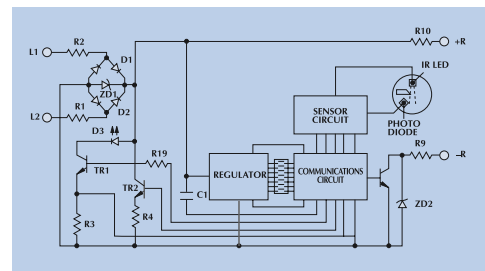 R10
+R
R2
L1
D1
IR LED
ZD1
SENSOR
CIRCUIT
R1
D2
L2
PHOTO
DIODE
D3
R9
-R
R19
TR1
REGULATOR
COMMUNICATIONS
CIRCUIT
TR2
C1
ZD2
R3
R4